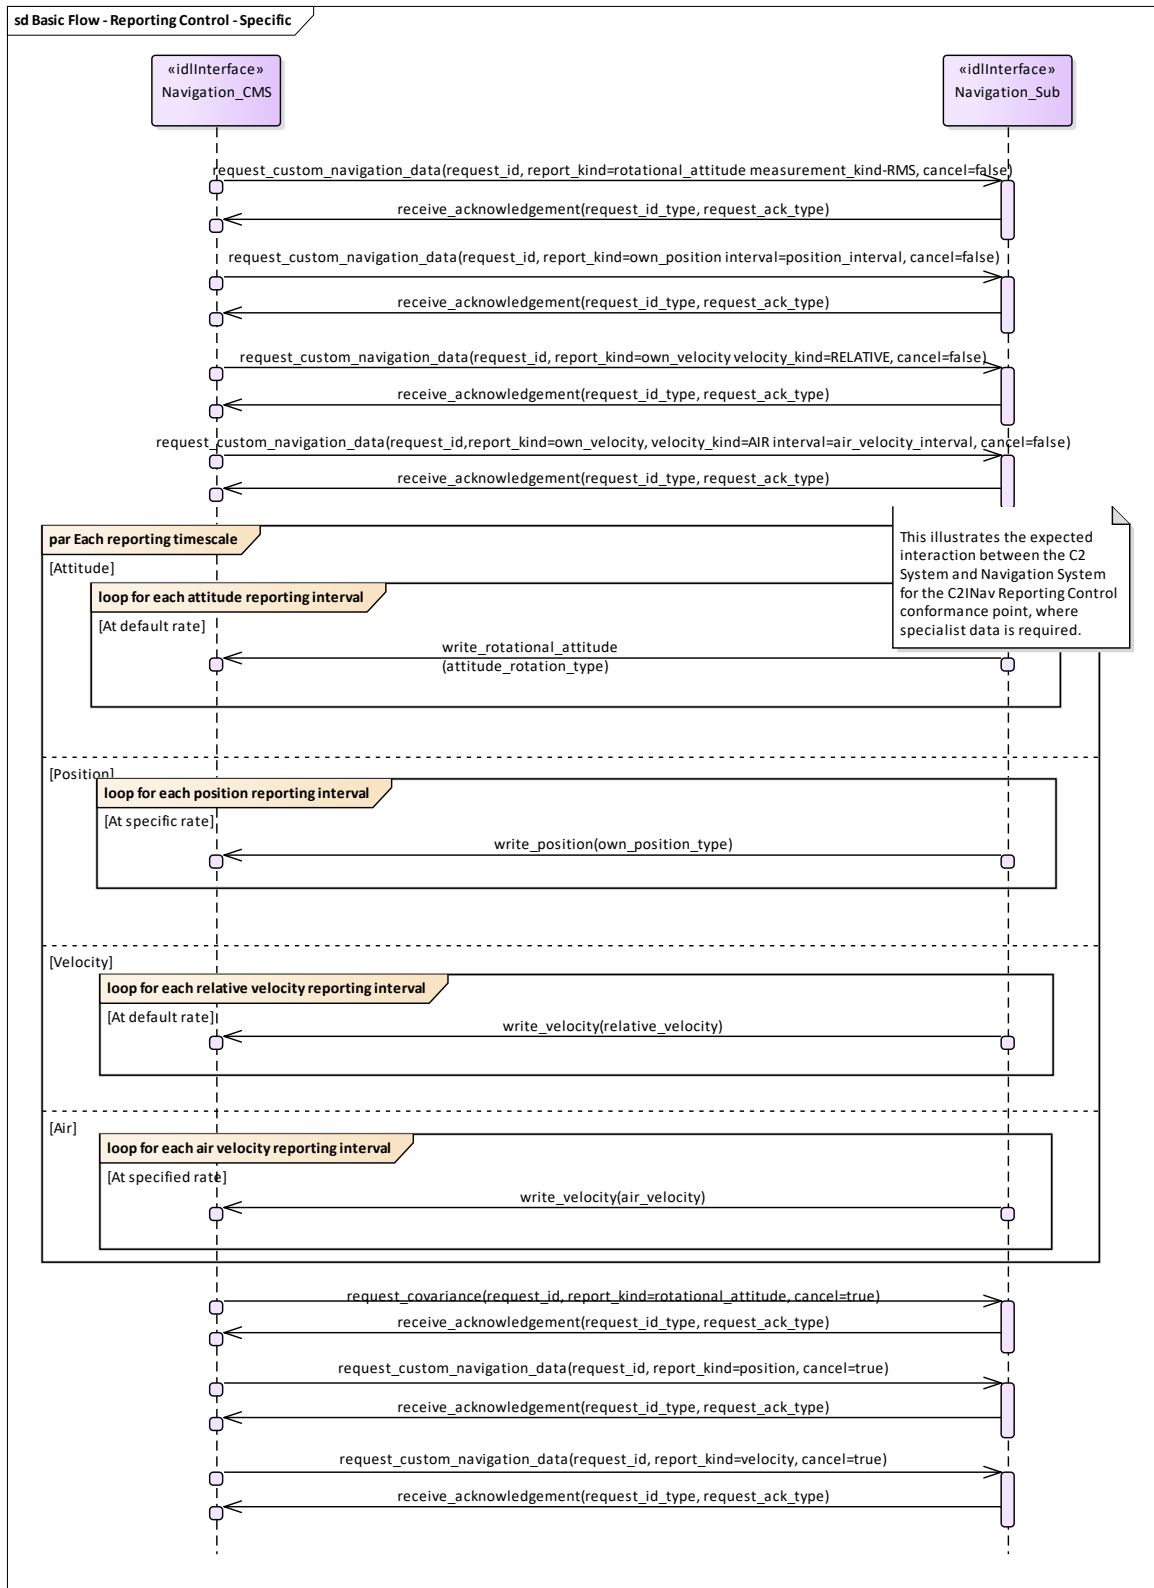 sd Basic Flow - Reporting Control - Specific
«idlInterface»
Navigation_CMS
«idlInterface»
Navigation_Sub
request_custom_navigation_data(request_id, report_kind=rotational_attitude measurement_kind-RMS, cancel=false)
receive_acknowledgement(request_id_type, request_ack_type)
request_custom_navigation_data(request_id, report_kind=own_position interval=position_interval, cancel=false)
receive_acknowledgement(request_id_type, request_ack_type)
request_custom_navigation_data(request_id, report_kind=own_velocity velocity_kind=RELATIVE, cancel=false)
receive_acknowledgement(request_id_type, request_ack_type)
request_custom_navigation_data(request_id,report_kind=own_velocity, velocity_kind=AIR interval=air_velocity_interval, cancel=false)
receive_acknowledgement(request_id_type, request_ack_type)
par Each reporting timescale
This illustrates the expected
interaction between the C2
System and Navigation System
for the C2INav Reporting Control
conformance point, where
specialist data is required.
[Attitude]
loop for each attitude reporting interval
[At default rate]
write_rotational_attitude
(attitude_rotation_type)
[Position]
loop for each position reporting interval
[At specific rate]
write_position(own_position_type)
[Velocity]
loop for each relative velocity reporting interval
[At default rate]
write_velocity(relative_velocity)
[Air]
loop for each air velocity reporting interval
[At specified rate]
write_velocity(air_velocity)
request_covariance(request_id, report_kind=rotational_attitude, cancel=true)
receive_acknowledgement(request_id_type, request_ack_type)
request_custom_navigation_data(request_id, report_kind=position, cancel=true)
receive_acknowledgement(request_id_type, request_ack_type)
request_custom_navigation_data(request_id, report_kind=velocity, cancel=true)
receive_acknowledgement(request_id_type, request_ack_type)